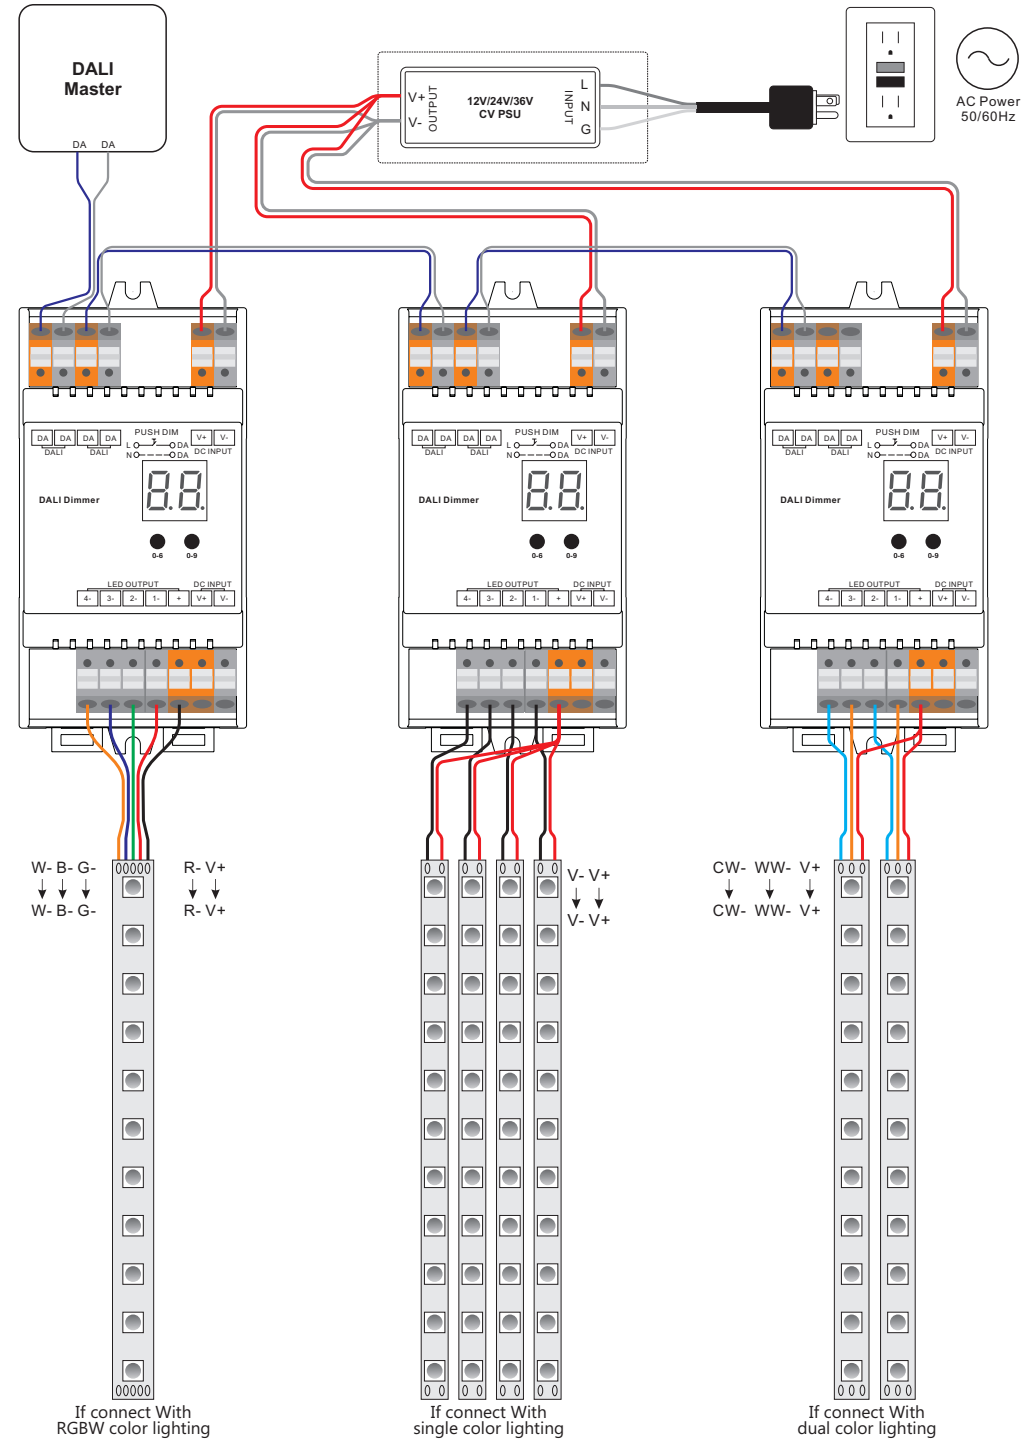 DALI
Master
DA DA
V+
V-
OUTPUT
12V/24V/36V
CV PSU
INPUT
L
N
G
AC Power
50/60Hz
DA DA DA DA
DALI DALI
PUSH DIM
L DA
N DA
V+ V-
DC INPUT
DALI Dimmer
8.8.
0-6 0-9
LED OUTPUT DC INPUT
4- 3- 2- 1- + V+ V-
DA DA DA DA
DALI DALI
PUSH DIM
L DA
N DA
V+ V-
DC INPUT
DALI Dimmer
8.8.
0-6 0-9
LED OUTPUT DC INPUT
4- 3- 2- 1- + V+ V-
DA DA DA DA
DALI DALI
PUSH DIM
L DA
N DA
V+ V-
DC INPUT
DALI Dimmer
8.8.
0-6 0-9
LED OUTPUT DC INPUT
4- 3- 2- 1- + V+ V-
W- B- G- R- V+
W- B- G- R- V+
V- V+
V- V+
CW- WW- V+
CW- WW- V+
If connect With
RGBW color lighting
If connect With
single color lighting
If connect With
dual color lighting